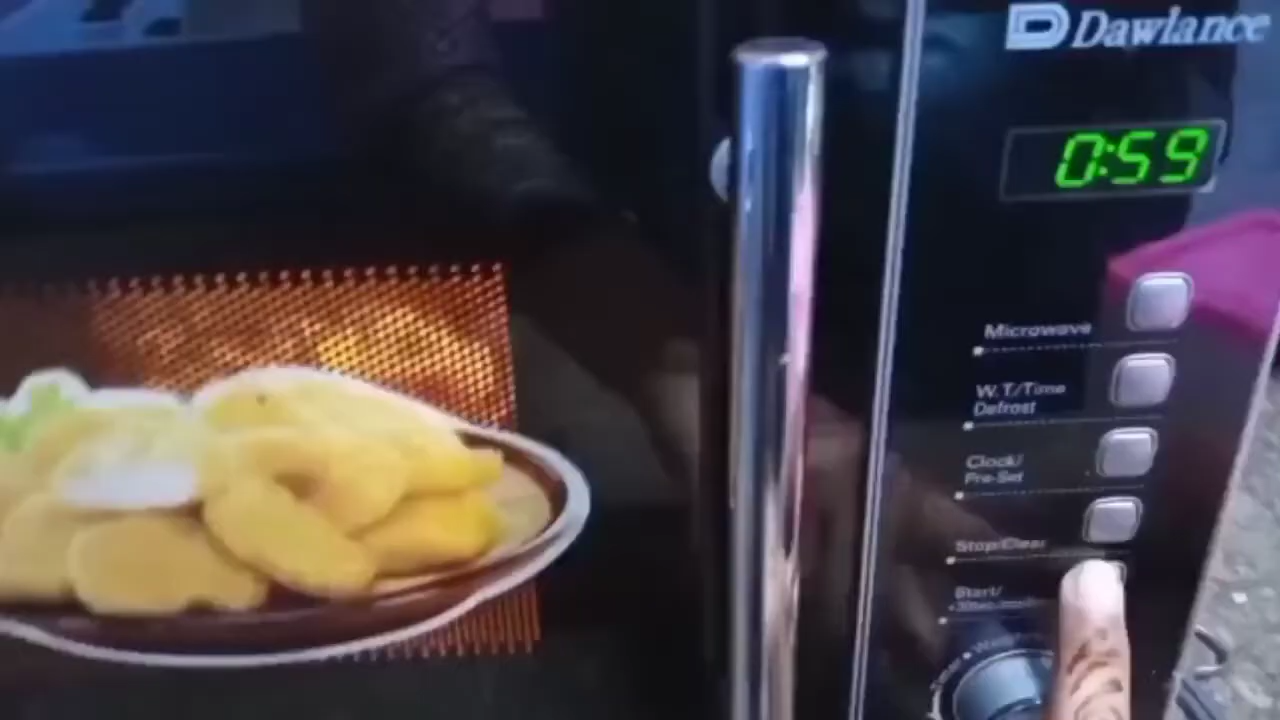 Dawlance
0:59
Microwave
W.T./Time
Defrost
Clock/
Pre-Set
Stop/Clear
Start/